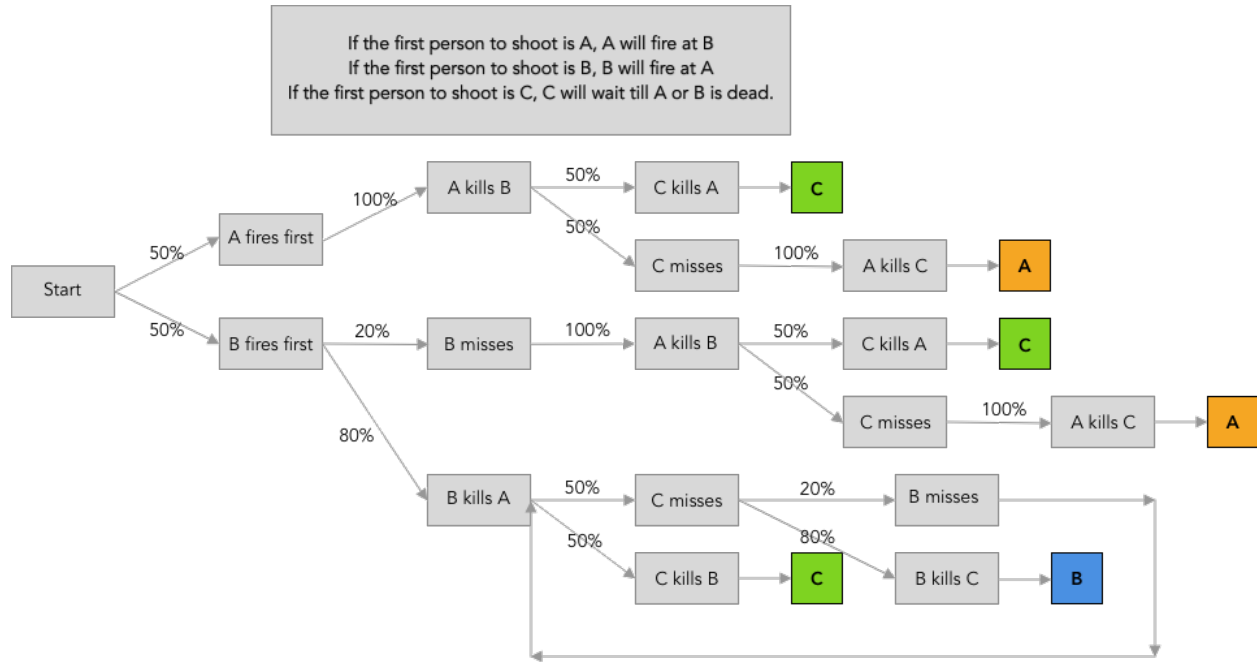 If the first person to shoot is A, A will fire at B
If the first person to shoot is B, B will fire at A
If the first person to shoot is C, C will wait till A or B is dead.
A kills B
50%
C kills A
C
100%
50%
A fires first
50%
C misses
100%
A kills C
A
Start
50%
B fires first
20%
B misses
100%
A kills B
50%
C kills A
C
50%
80%
C misses
100%
A kills C
A
B kills A
50%
C misses
20%
B misses
50%
80%
C kills B
C
B kills C
B